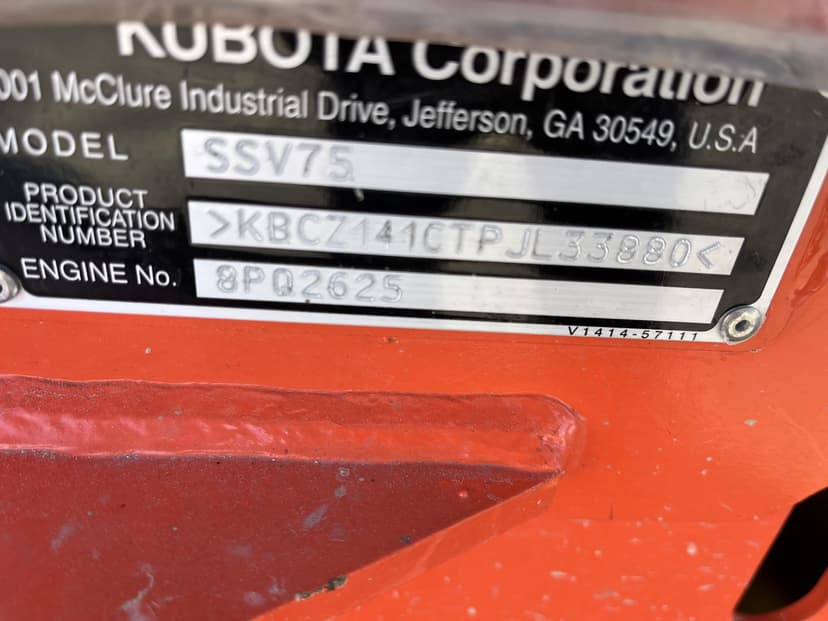 KUBOTA Corporation
001 McClure Industrial Drive, Jefferson, GA 30549, U.S.A
MODEL SSV75
PRODUCT
IDENTIFICATION
NUMBER >KBCZ141CTPJL33880<
ENGINE No. 8PQ2625
V1414-57111